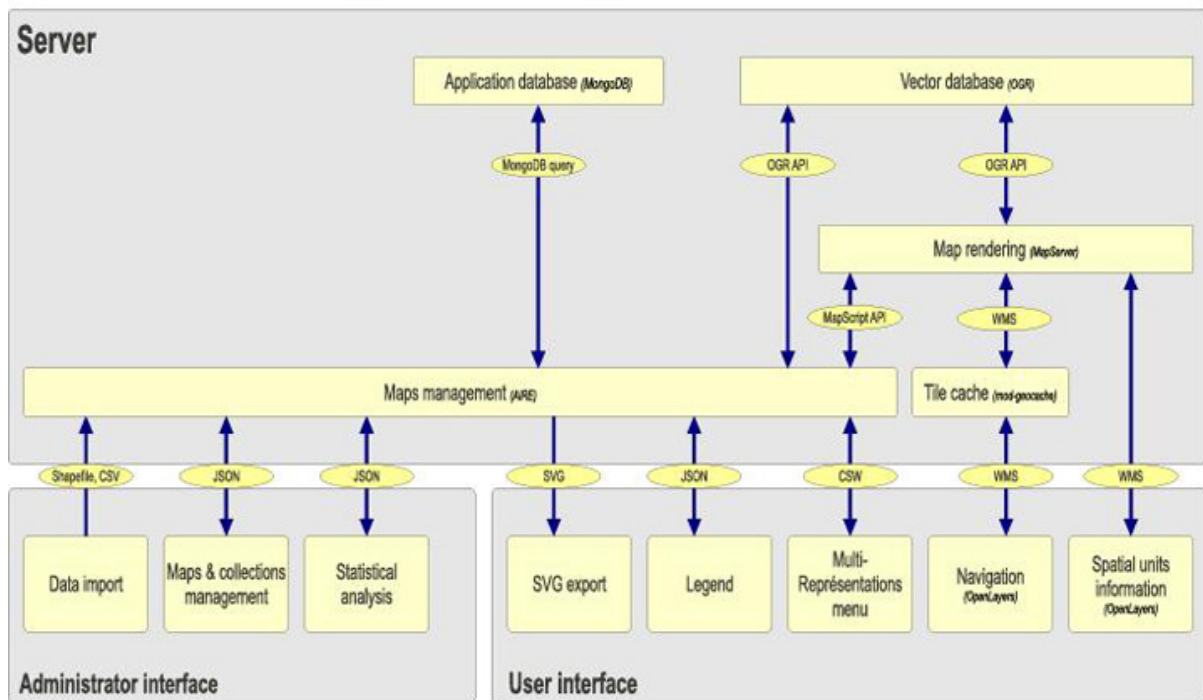 Server
Application database (MongoDB)
Vector database (OGR)
MongoDB query
OGR API
OGR API
Map rendering (MapServer)
MapScript API
WMS
Maps management (AIRE)
Tile cache (mod-geocache)
Shapefile, CSV
JSON
JSON
SVG
JSON
CSW
WMS
WMS
Data import
Maps & collections
management
Statistical
analysis
SVG export
Legend
Multi-
Représentations
menu
Navigation
(OpenLayers)
Spatial units
information
(OpenLayers)
Administrator interface
User interface